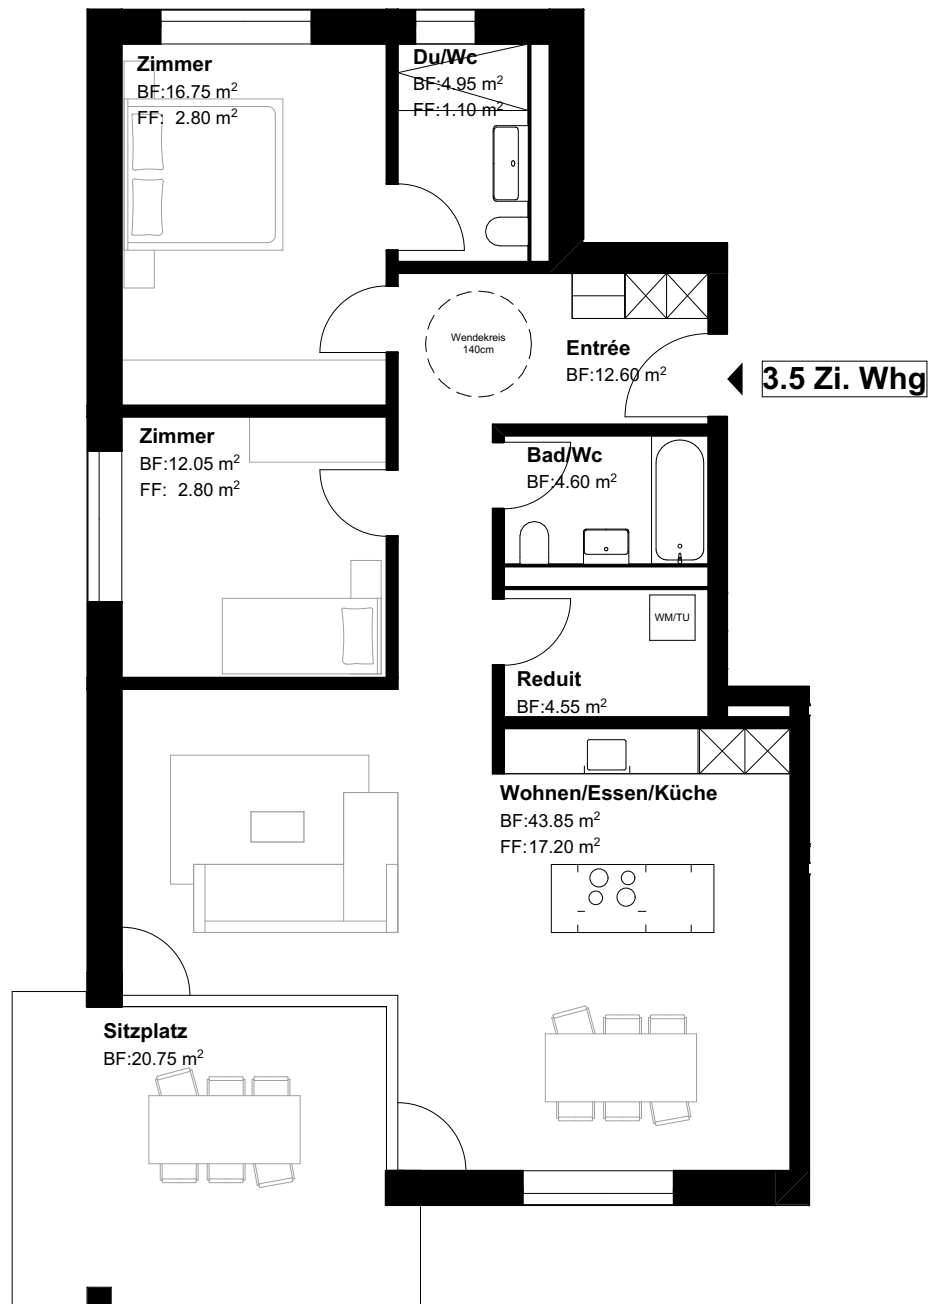 Zimmer
BF:16.75 m²
FF: 2.80 m²
Du/Wc
BF:4.95 m²
FF:1.10 m²
Wendekreis
140cm
Entrée
BF:12.60 m²
3.5 Zi. Whg
Zimmer
BF:12.05 m²
FF: 2.80 m²
Bad/Wc
BF:4.60 m²
WM/TU
Reduit
BF:4.55 m²
Wohnen/Essen/Küche
BF:43.85 m²
FF:17.20 m²
Sitzplatz
BF:20.75 m²